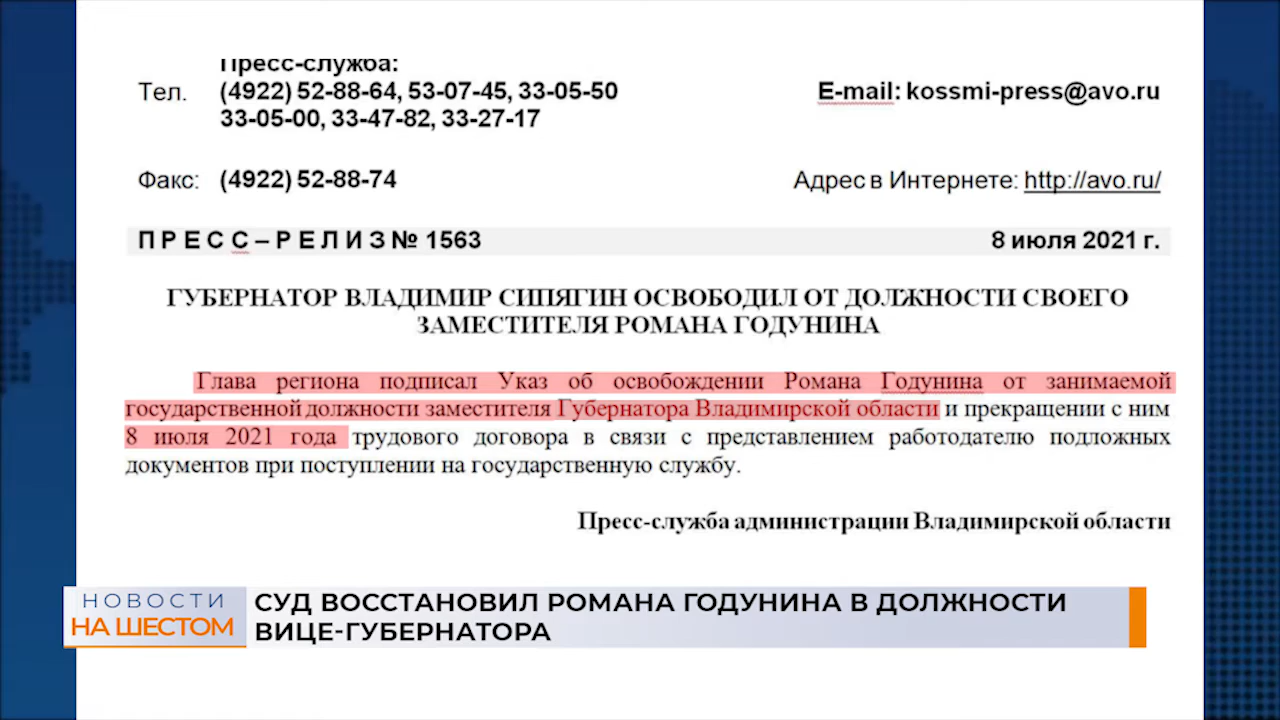 Пресс-служба:
Тел. (4922) 52-88-64, 53-07-45, 33-05-50 E-mail: kossmi-press@avo.ru
33-05-00, 33-47-82, 33-27-17
Факс: (4922) 52-88-74 Адрес в Интернете: http://avo.ru/
П Р Е С С – Р Е Л И З № 1563 8 июля 2021 г.
ГУБЕРНАТОР ВЛАДИМИР СИПЯГИН ОСВОБОДИЛ ОТ ДОЛЖНОСТИ СВОЕГО
ЗАМЕСТИТЕЛЯ РОМАНА ГОДУНИНА
Глава региона подписал Указ об освобождении Романа Годунина от занимаемой
государственной должности заместителя Губернатора Владимирской области и прекращении с ним
8 июля 2021 года трудового договора в связи с представлением работодателю подложных
документов при поступлении на государственную службу.
Пресс-служба администрации Владимирской области
НОВОСТИ
НА ШЕСТОМ
СУД ВОССТАНОВИЛ РОМАНА ГОДУНИНА В ДОЛЖНОСТИ
ВИЦЕ-ГУБЕРНАТОРА